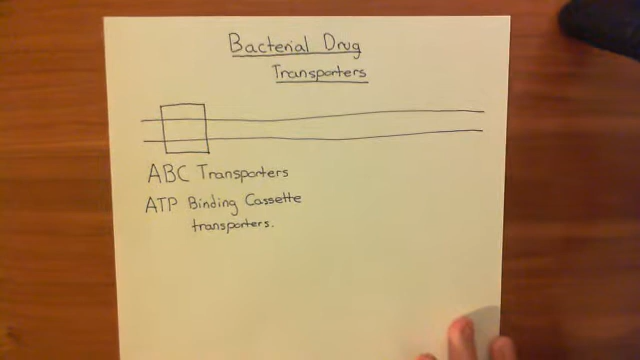 Bacterial Drug
Transporters
ABC Transporters
ATP Binding Cassette
transporters.